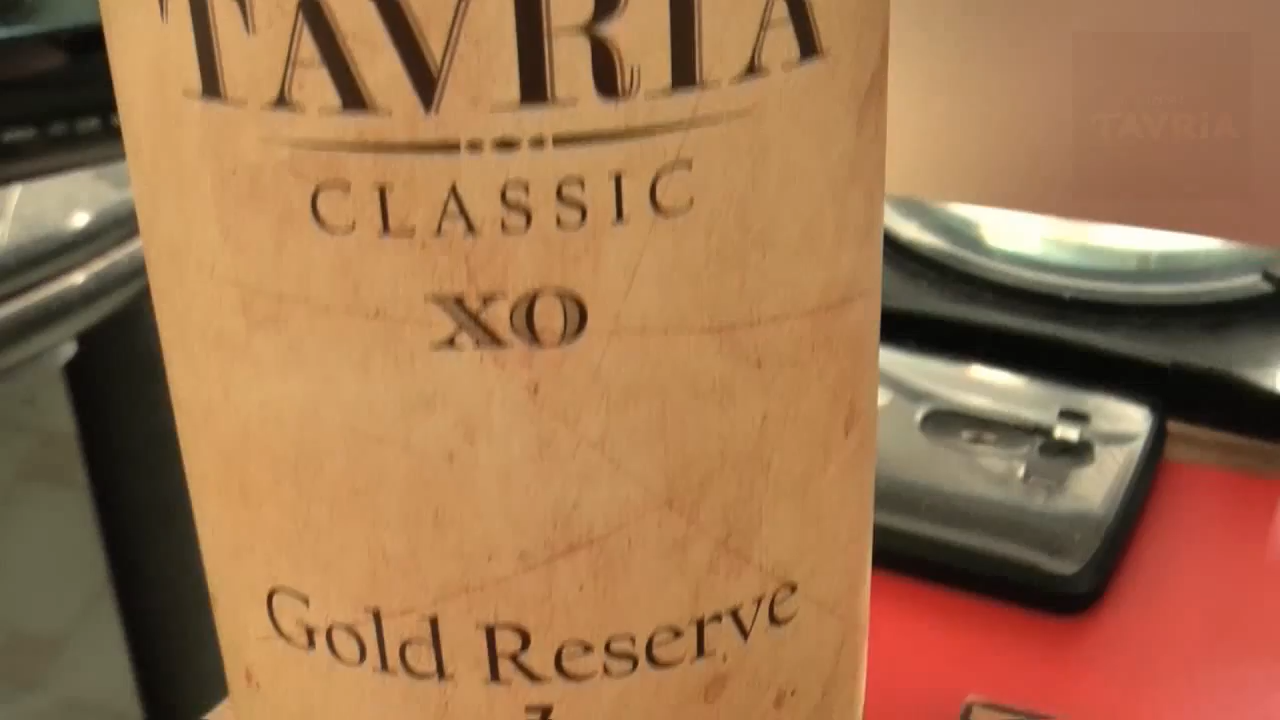 TAVRIA
CLASSIC
XO
Gold Reserve
TAVRIA